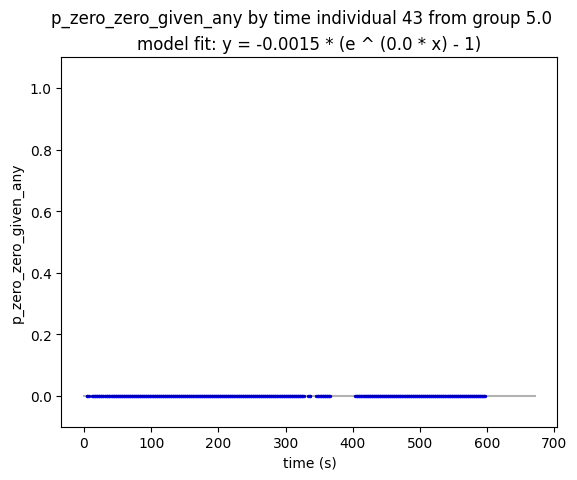 p_zero_zero_given_any by time individual 43 from group 5.0
model fit: y = -0.0015 * (e ^ (0.0 * x) - 1)
1.0
0.8
0.6
0.4
0.2
0.0
p_zero_zero_given_any
0 100 200 300 400 500 600 700
time (s)